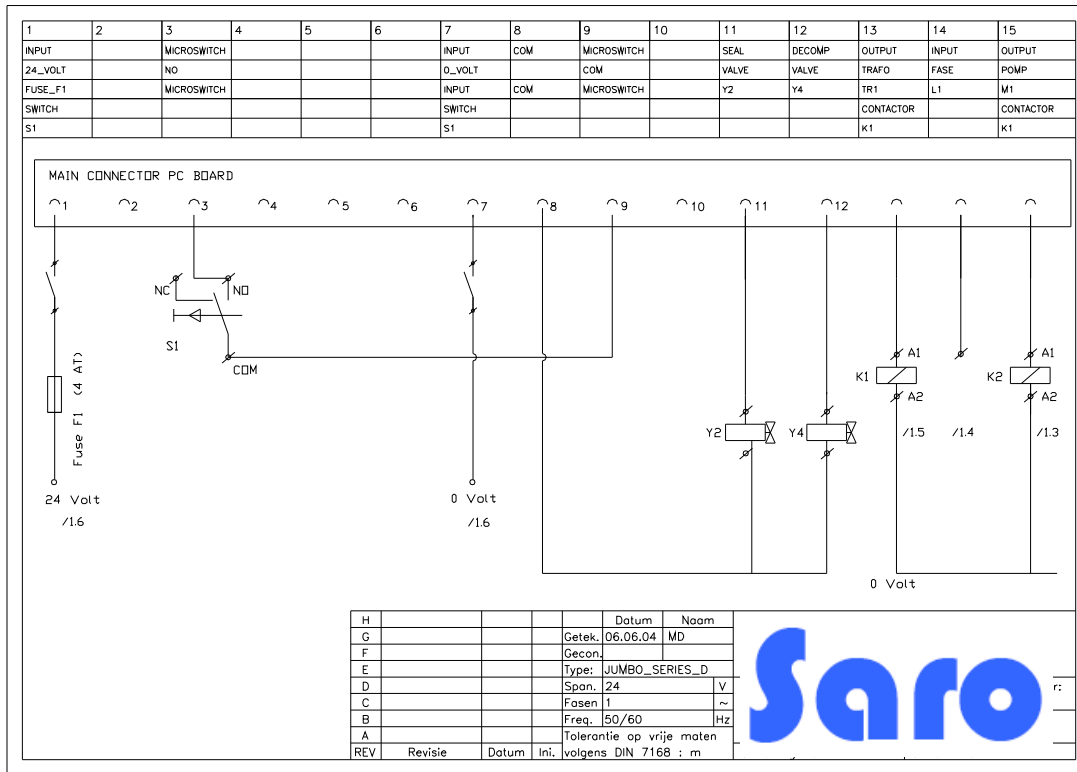 1 2 3 4 5 6 7 8 9 10 11 12 13 14 15
INPUT MICROSWITCH INPUT COM MICROSWITCH SEAL DECOMP OUTPUT INPUT OUTPUT
24_VOLT NO 0_VOLT COM VALVE VALVE TRAFO FASE POMP
FUSE_F1 MICROSWITCH INPUT COM MICROSWITCH Y2 Y4 TR1 L1 M1
SWITCH SWITCH CONTACTOR CONTACTOR
S1 S1 K1 K1
MAIN CONNECTOR PC BOARD
1 2 3 4 5 6 7 8 9 10 11 12
NC NO
S1
COM
Fuse F1 (4 AT)
24 Volt
/1.6
0 Volt
/1.6
Y2 Y4
K1 A1 A2
/1.5 /1.4
K2 A1 A2
/1.3
0 Volt
H Datum Naam
G Getek. 06.06.04 MD
F Gecon.
E Type: JUMBO_SERIES_D
D Span. 24 V
C Fasen 1 ~
B Freq. 50/60 Hz
A Tolerantie op vrije maten
REV Revisie Datum Ini. volgens DIN 7168 : m
Saro
r: